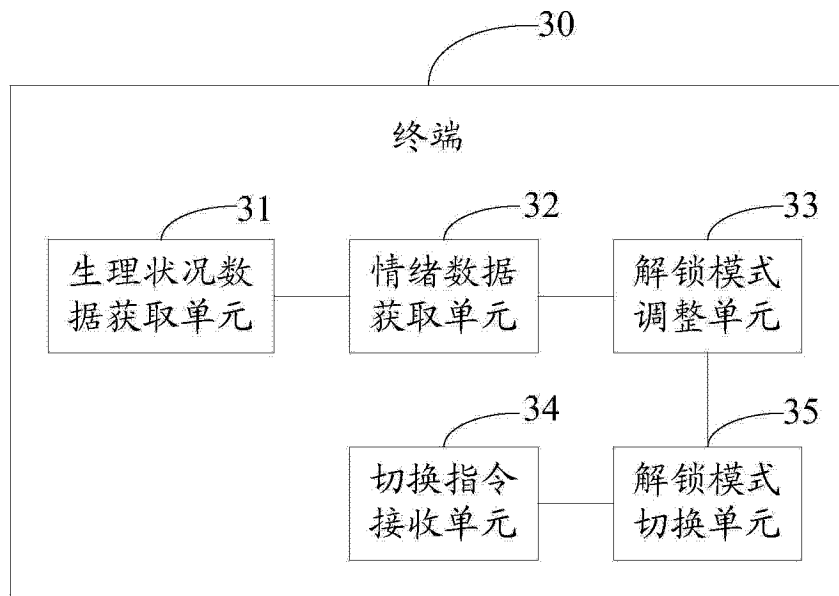 30
终端
31
生理状况数
据获取单元
32
情绪数据
获取单元
33
解锁模式
调整单元
34
切换指令
接收单元
35
解锁模式
切换单元